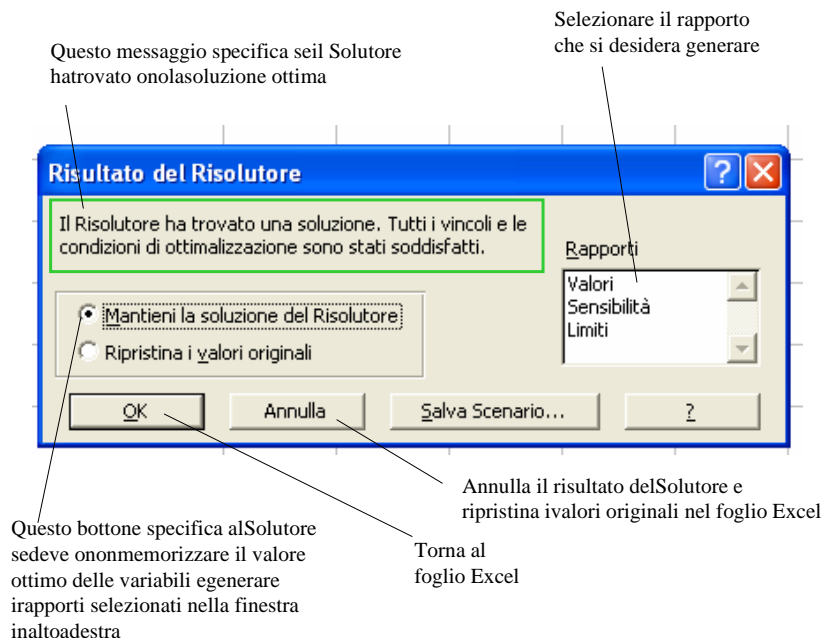 Selezionare il rapporto
che si desidera generare
Questo messaggio specifica seil Solutore
hatrovato onolasoluzione ottima
Risultato del Risolutore
?
Il Risolutore ha trovato una soluzione. Tutti i vincoli e le
condizioni di ottimalizzazione sono stati soddisfatti.
Rapporti
Valori
Sensibilità
Limiti
Mantieni la soluzione del Risolutore
Ripristina i valori originali
OK
Annulla
Salva Scenario...
?
Annulla il risultato delSolutore e
ripristina ivalori originali nel foglio Excel
Questo bottone specifica alSolutore
sedeve ononmemorizzare il valore
ottimo delle variabili egenerare
irapporti selezionati nella finestra
inaltoadestra
Torna al
foglio Excel